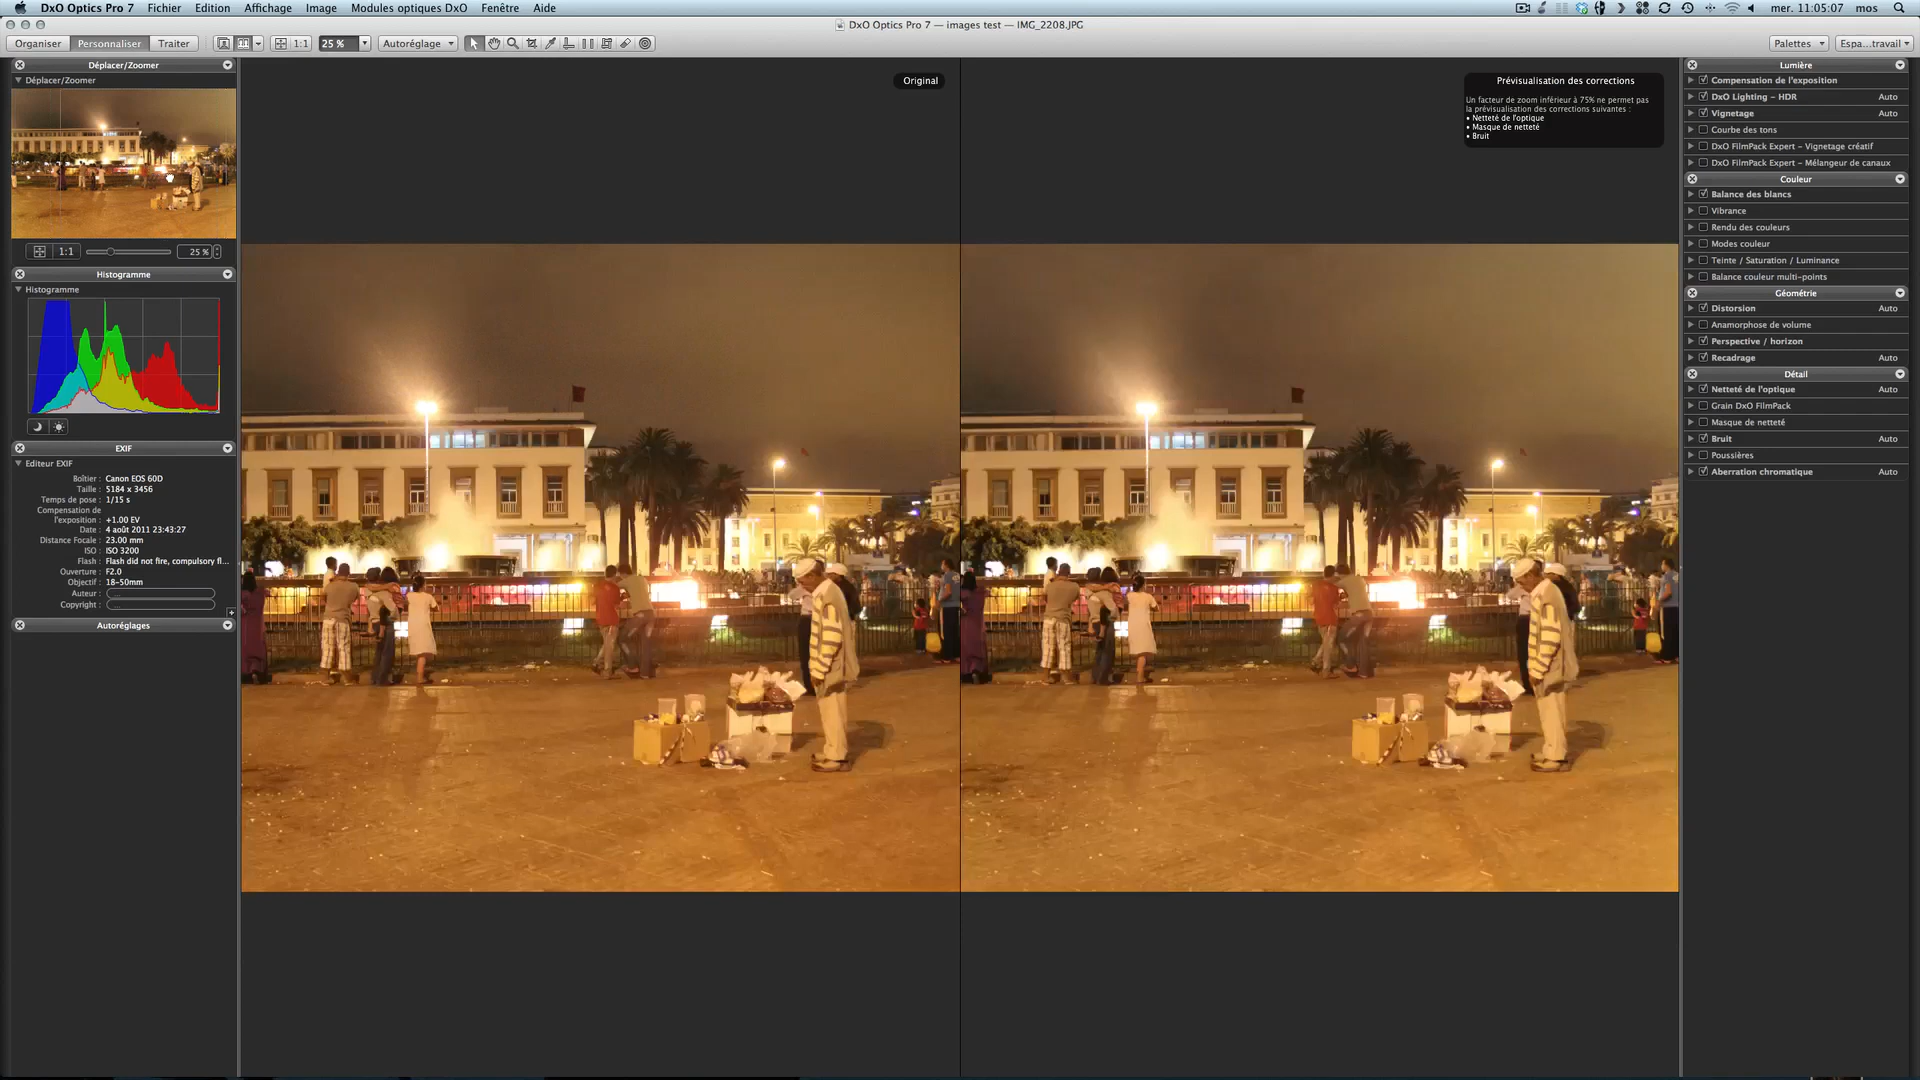 DxO Optics Pro 7 Fichier Edition Affichage Image Modules optiques DxO Fenêtre Aide mer. 11:05:07 mos
DxO Optics Pro 7 — images test — IMG_2208.JPG
Organiser Personnaliser Traiter 1:1 25 % Autoréglage Palettes Espa...travail
Déplacer/Zoomer
Déplacer/Zoomer
1:1 25 %
Histogramme
Histogramme
EXIF
Editeur EXIF
Boîtier : Canon EOS 60D
Taille : 5184 x 3456
Temps de pose : 1/15 s
Compensation de
l'exposition : +1.00 EV
Date : 4 août 2011 23:43:27
Distance Focale : 23.00 mm
ISO : ISO 3200
Flash : Flash did not fire, compulsory fl...
Ouverture : F2.0
Objectif : 18-50mm
Auteur : ...
Copyright : ...
Autoréglages
Original
Prévisualisation des corrections
Un facteur de zoom inférieur à 75% ne permet pas
la prévisualisation des corrections suivantes :
• Netteté de l'optique
• Masque de netteté
• Bruit
Lumière
Compensation de l'exposition
DxO Lighting – HDR Auto
Vignetage Auto
Courbe des tons
DxO FilmPack Expert – Vignetage créatif
DxO FilmPack Expert – Mélangeur de canaux
Couleur
Balance des blancs
Vibrance
Rendu des couleurs
Modes couleur
Teinte / Saturation / Luminance
Balance couleur multi-points
Géométrie
Distorsion Auto
Anamorphose de volume
Perspective / horizon
Recadrage Auto
Détail
Netteté de l'optique Auto
Grain DxO FilmPack
Masque de netteté
Bruit Auto
Poussières
Aberration chromatique Auto